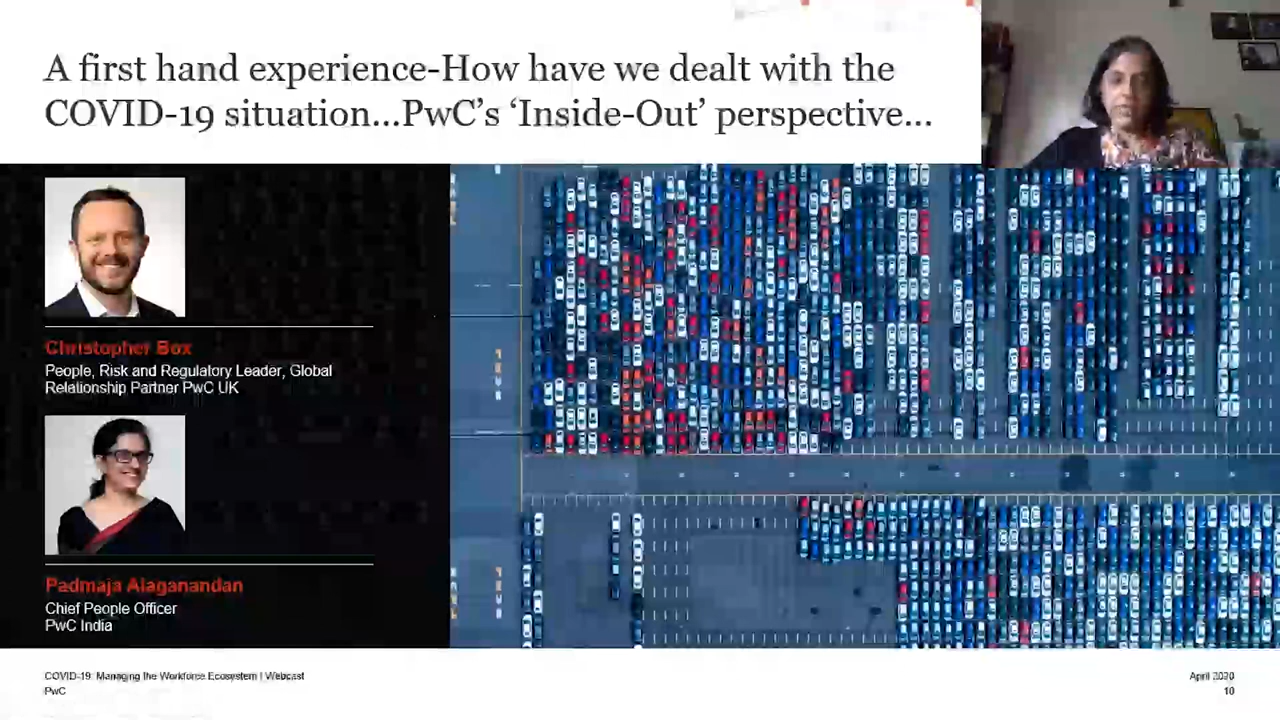 A first hand experience-How have we dealt with the
COVID-19 situation...PwC's 'Inside-Out' perspective...
Christopher Box
People, Risk and Regulatory Leader, Global
Relationship Partner PwC UK
Padmaja Alaganandan
Chief People Officer
PwC India
COVID-19: Managing the Workforce Ecosystem | Webcast
PwC
April 2020
10